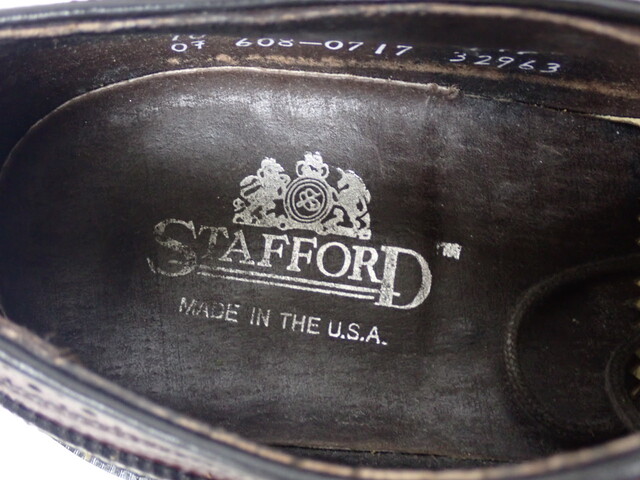 07 608-0717 32963
STAFFORD
MADE IN THE U.S.A.